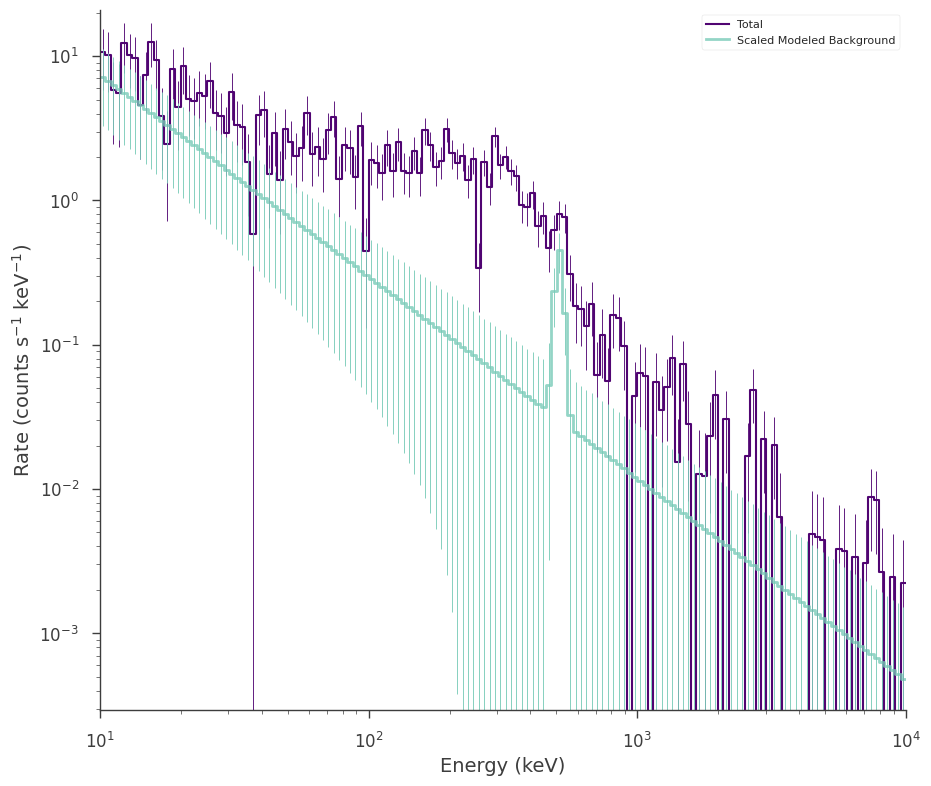 Total
Scaled Modeled Background
Rate (counts s⁻¹ keV⁻¹)
10¹
10⁰
10⁻¹
10⁻²
10⁻³
10¹ 10² 10³ 10⁴
Energy (keV)